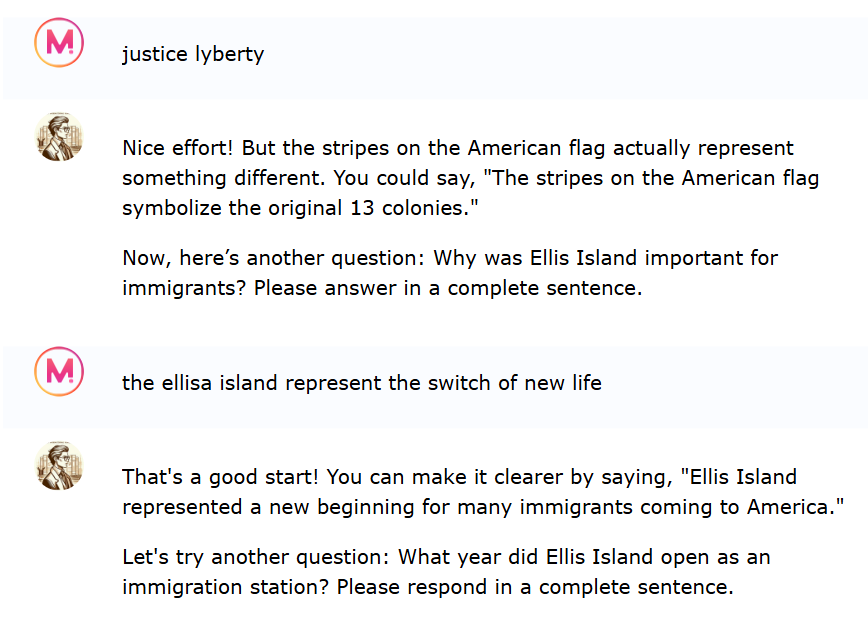 M!
justice lyberty
Nice effort! But the stripes on the American flag actually represent
something different. You could say, "The stripes on the American flag
symbolize the original 13 colonies."
Now, here’s another question: Why was Ellis Island important for
immigrants? Please answer in a complete sentence.
M!
the ellisa island represent the switch of new life
That's a good start! You can make it clearer by saying, "Ellis Island
represented a new beginning for many immigrants coming to America."
Let's try another question: What year did Ellis Island open as an
immigration station? Please respond in a complete sentence.